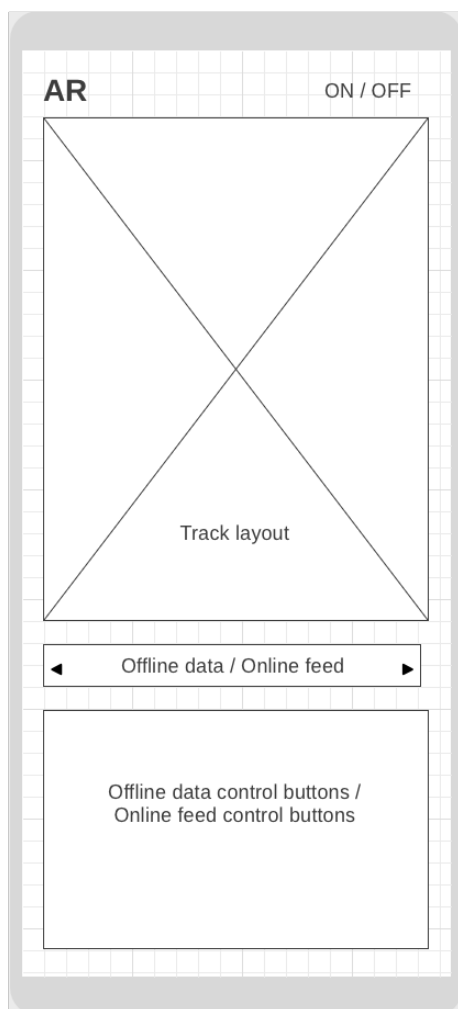 AR ON / OFF
Track layout
Offline data / Online feed
Offline data control buttons /
Online feed control buttons